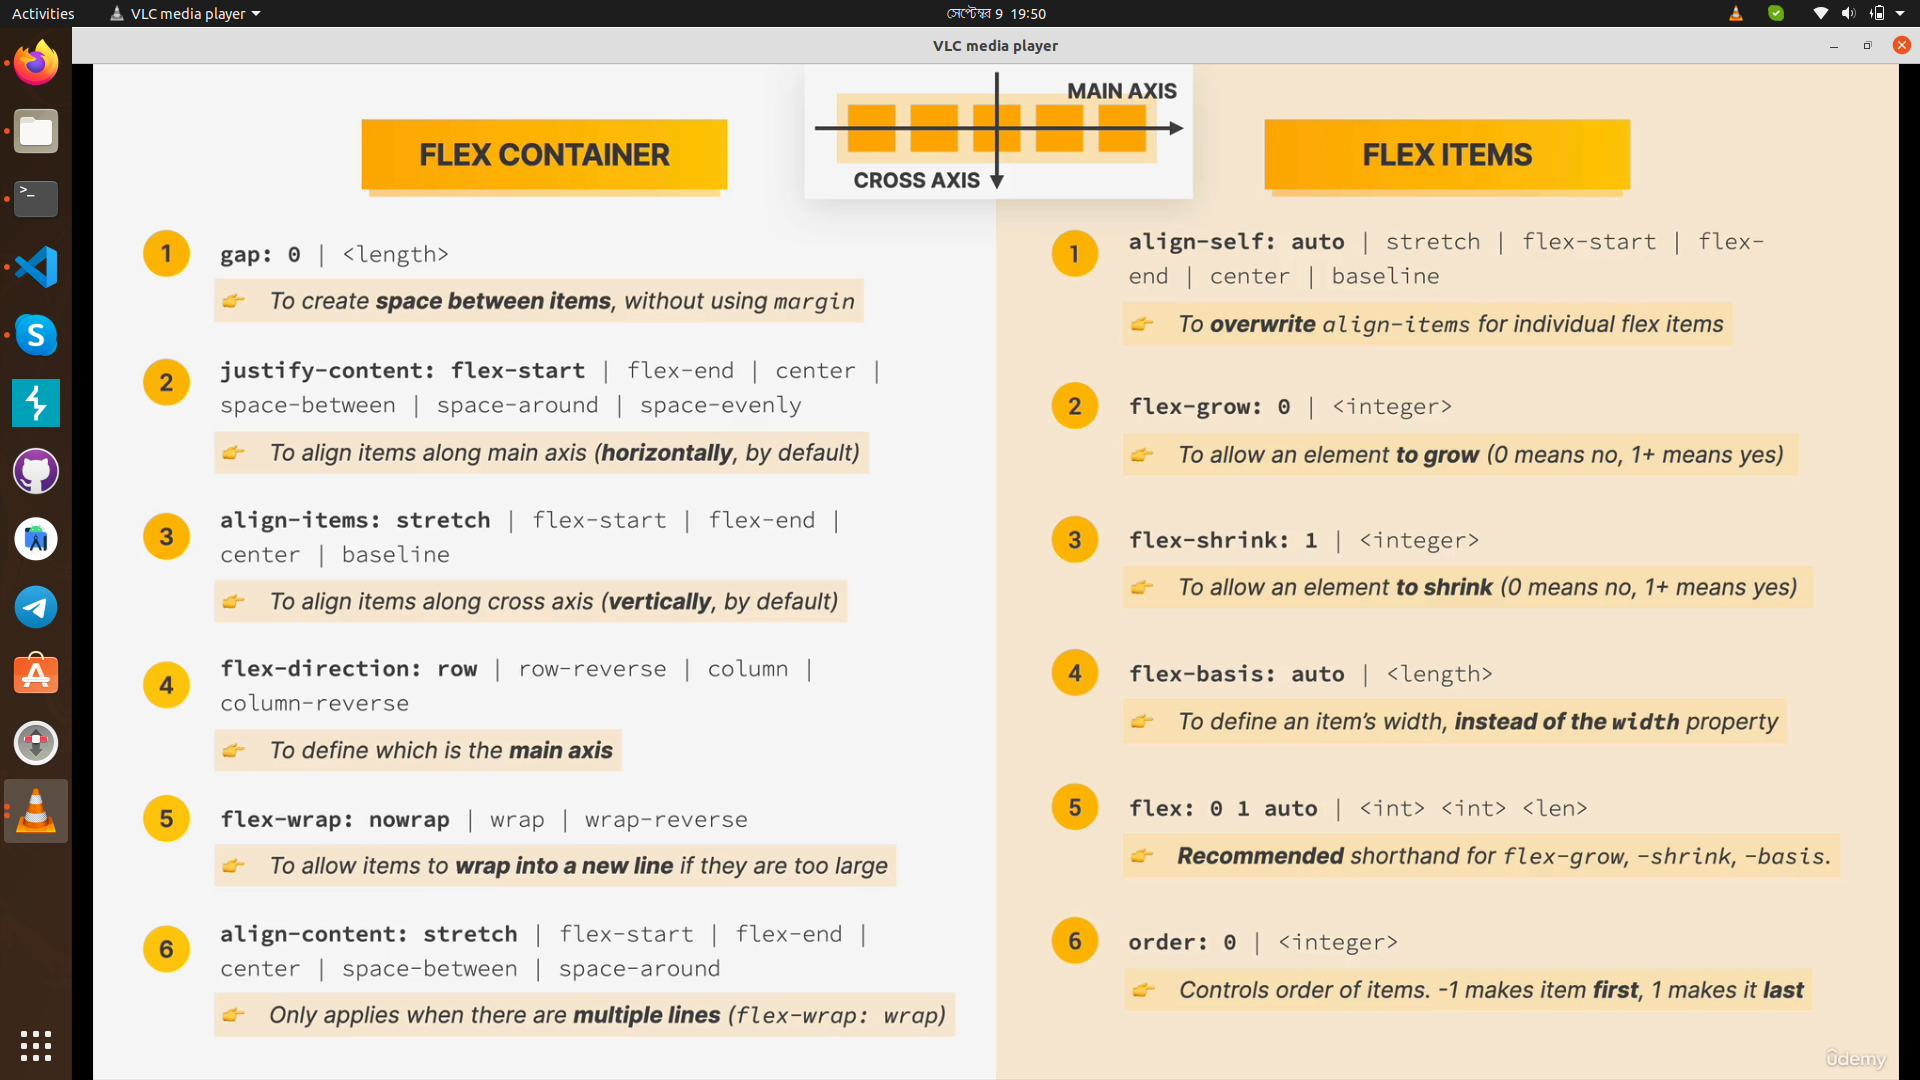 Activities
VLC media player
সেপ্টেম্বর 9 19:50
VLC media player
MAIN AXIS
CROSS AXIS
FLEX CONTAINER
1
gap: 0 | <length>
👉 To create space between items, without using margin
2
justify-content: flex-start | flex-end | center |
space-between | space-around | space-evenly
👉 To align items along main axis (horizontally, by default)
3
align-items: stretch | flex-start | flex-end |
center | baseline
👉 To align items along cross axis (vertically, by default)
4
flex-direction: row | row-reverse | column |
column-reverse
👉 To define which is the main axis
5
flex-wrap: nowrap | wrap | wrap-reverse
👉 To allow items to wrap into a new line if they are too large
6
align-content: stretch | flex-start | flex-end |
center | space-between | space-around
👉 Only applies when there are multiple lines (flex-wrap: wrap)
FLEX ITEMS
1
align-self: auto | stretch | flex-start | flex-
end | center | baseline
👉 To overwrite align-items for individual flex items
2
flex-grow: 0 | <integer>
👉 To allow an element to grow (0 means no, 1+ means yes)
3
flex-shrink: 1 | <integer>
👉 To allow an element to shrink (0 means no, 1+ means yes)
4
flex-basis: auto | <length>
👉 To define an item’s width, instead of the width property
5
flex: 0 1 auto | <int> <int> <len>
👉 Recommended shorthand for flex-grow, -shrink, -basis.
6
order: 0 | <integer>
👉 Controls order of items. -1 makes item first, 1 makes it last
udemy